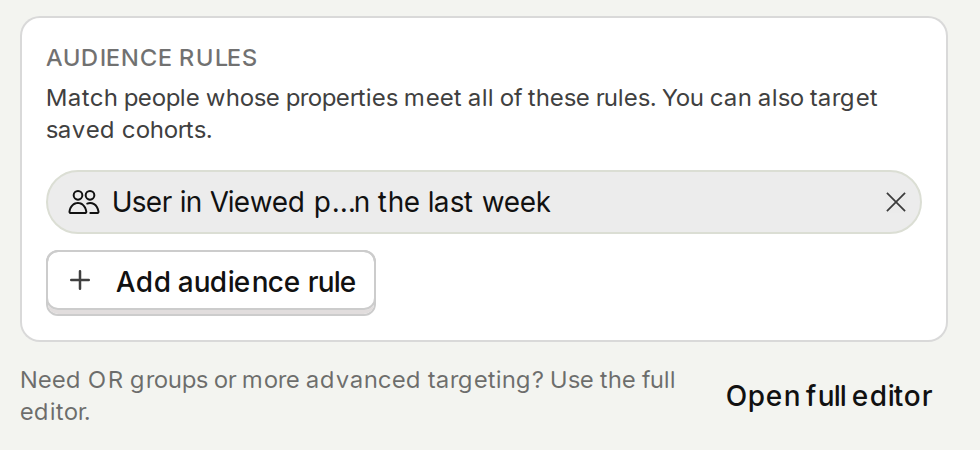 AUDIENCE RULES
Match people whose properties meet all of these rules. You can also target
saved cohorts.
User in Viewed p...n the last week
Add audience rule
Need OR groups or more advanced targeting? Use the full
editor.
Open full editor